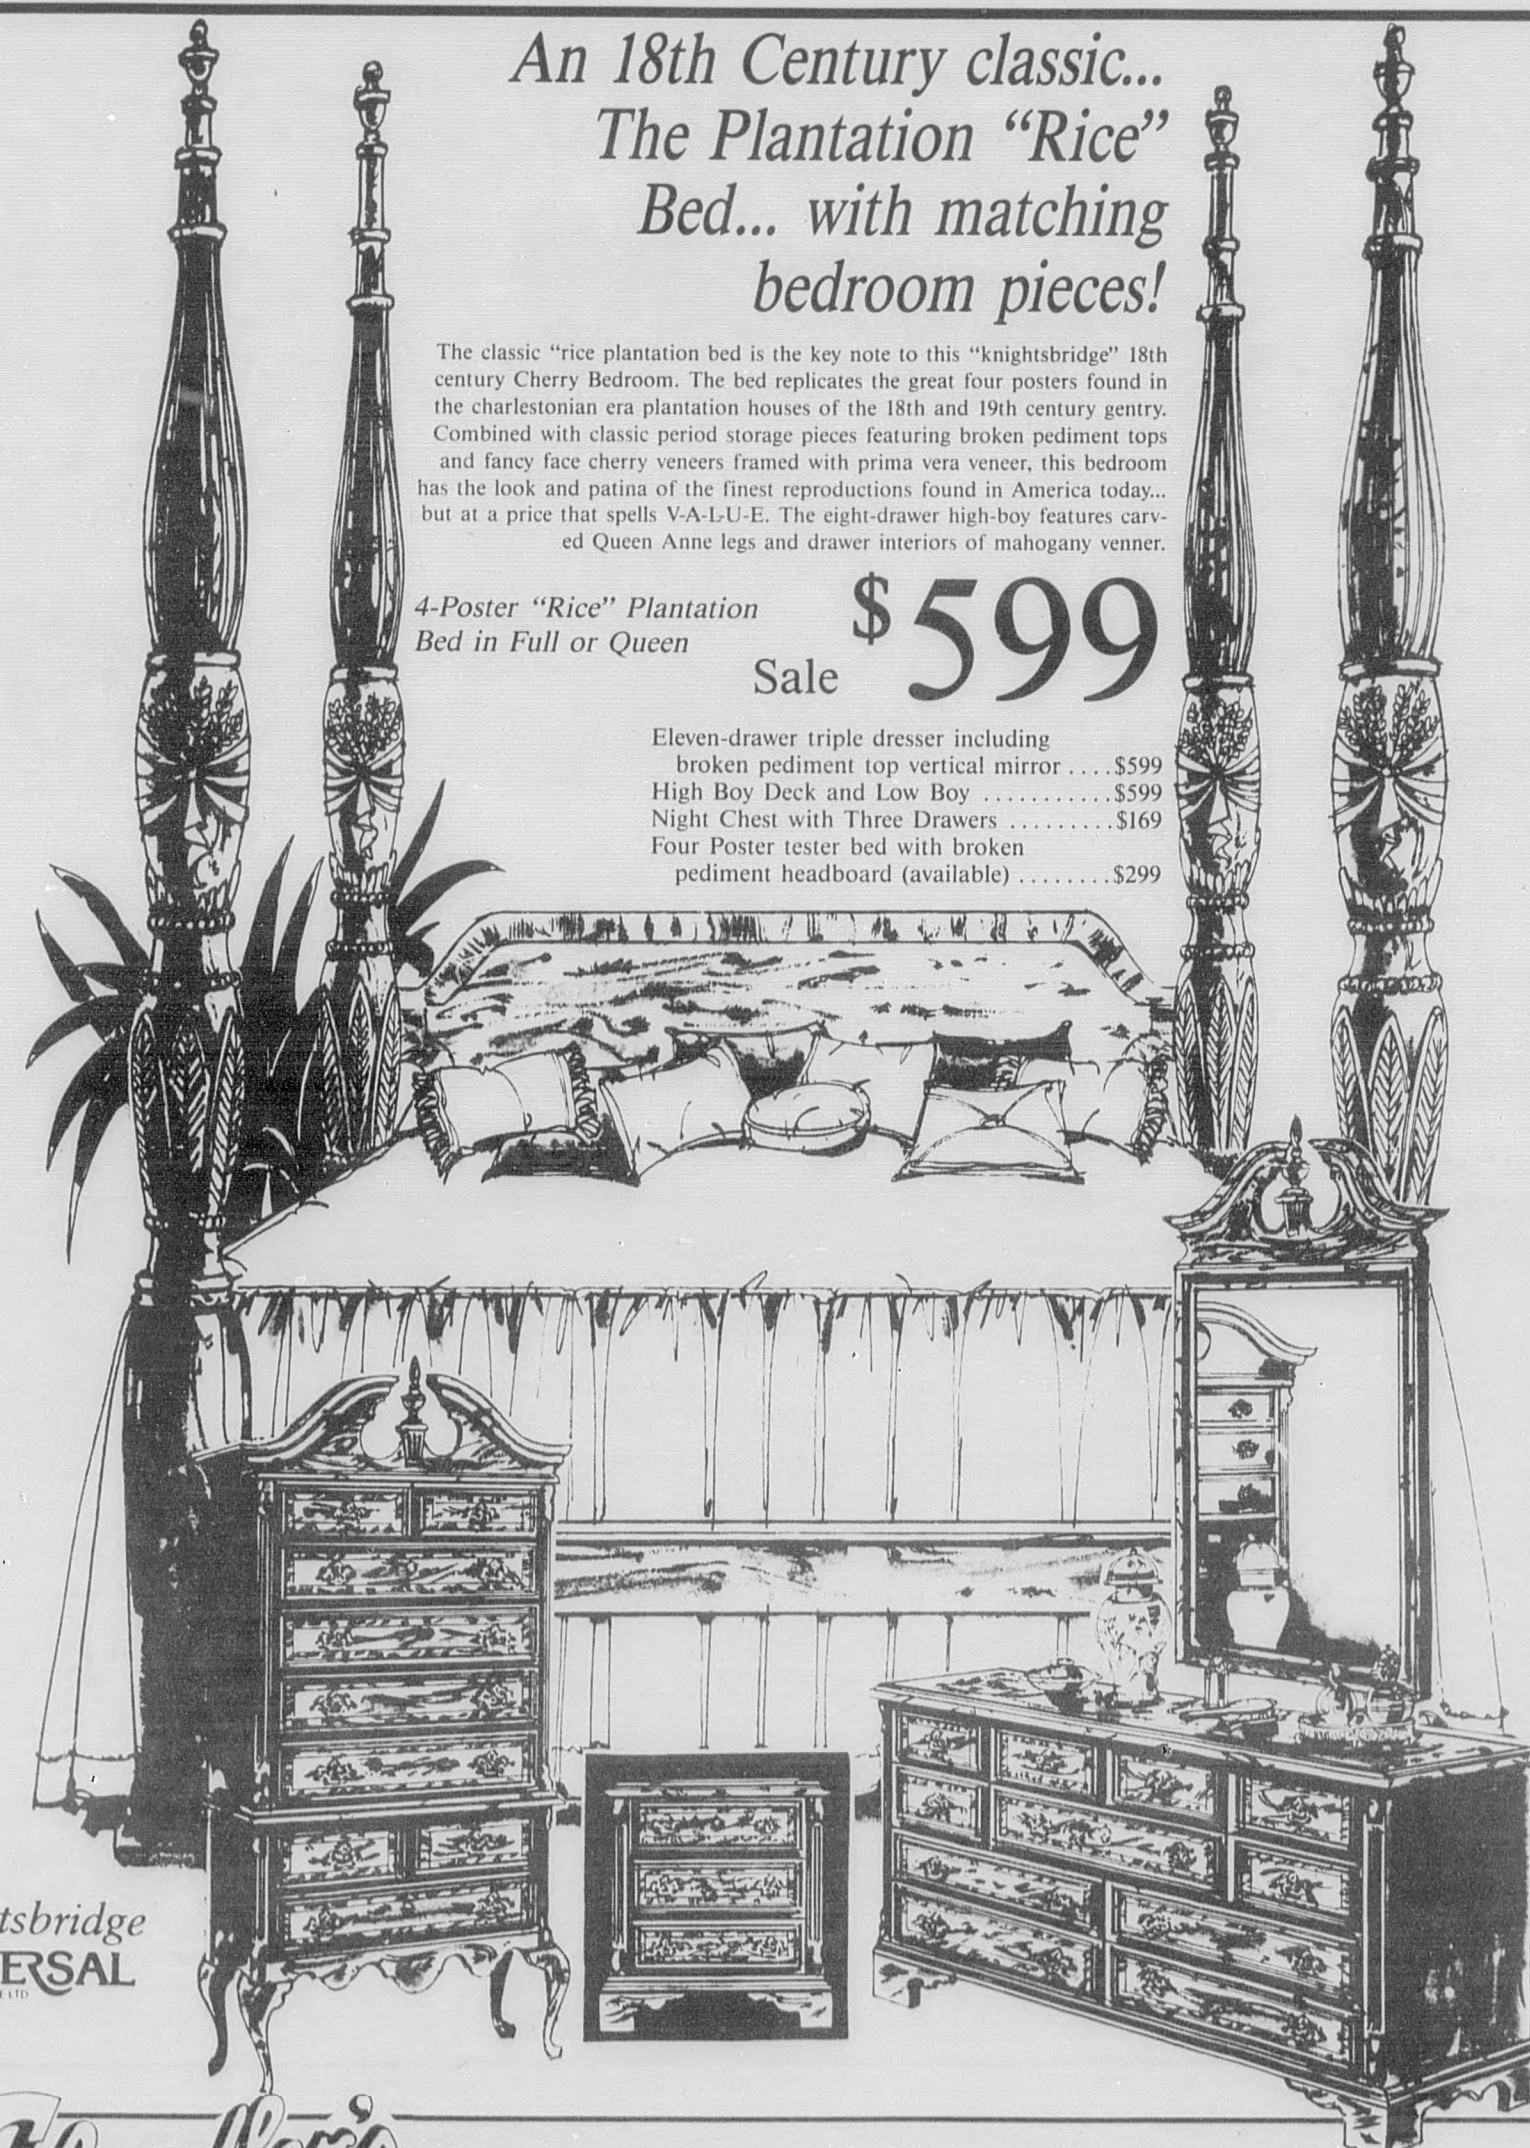 An 18th Century classic...
The Plantation “Rice”
Bed... with matching
bedroom pieces!
The classic “rice plantation bed is the key note to this “knightsbridge” 18th
century Cherry Bedroom. The bed replicates the great four posters found in
the charlestonian era plantation houses of the 18th and 19th century gentry.
Combined with classic period storage pieces featuring broken pediment tops
and fancy face cherry veneers framed with prima vera veneer, this bedroom
has the look and patina of the finest reproductions found in America today...
but at a price that spells V-A-L-U-E. The eight-drawer high-boy features carv-
ed Queen Anne legs and drawer interiors of mahogany venner.
4-Poster “Rice” Plantation
Bed in Full or Queen
Sale $599
Eleven-drawer triple dresser including
broken pediment top vertical mirror ....$599
High Boy Deck and Low Boy ...........$599
Night Chest with Three Drawers .........$169
Four Poster tester bed with broken
pediment headboard (available) ........$299
tsbridge
ERSAL
E LTD